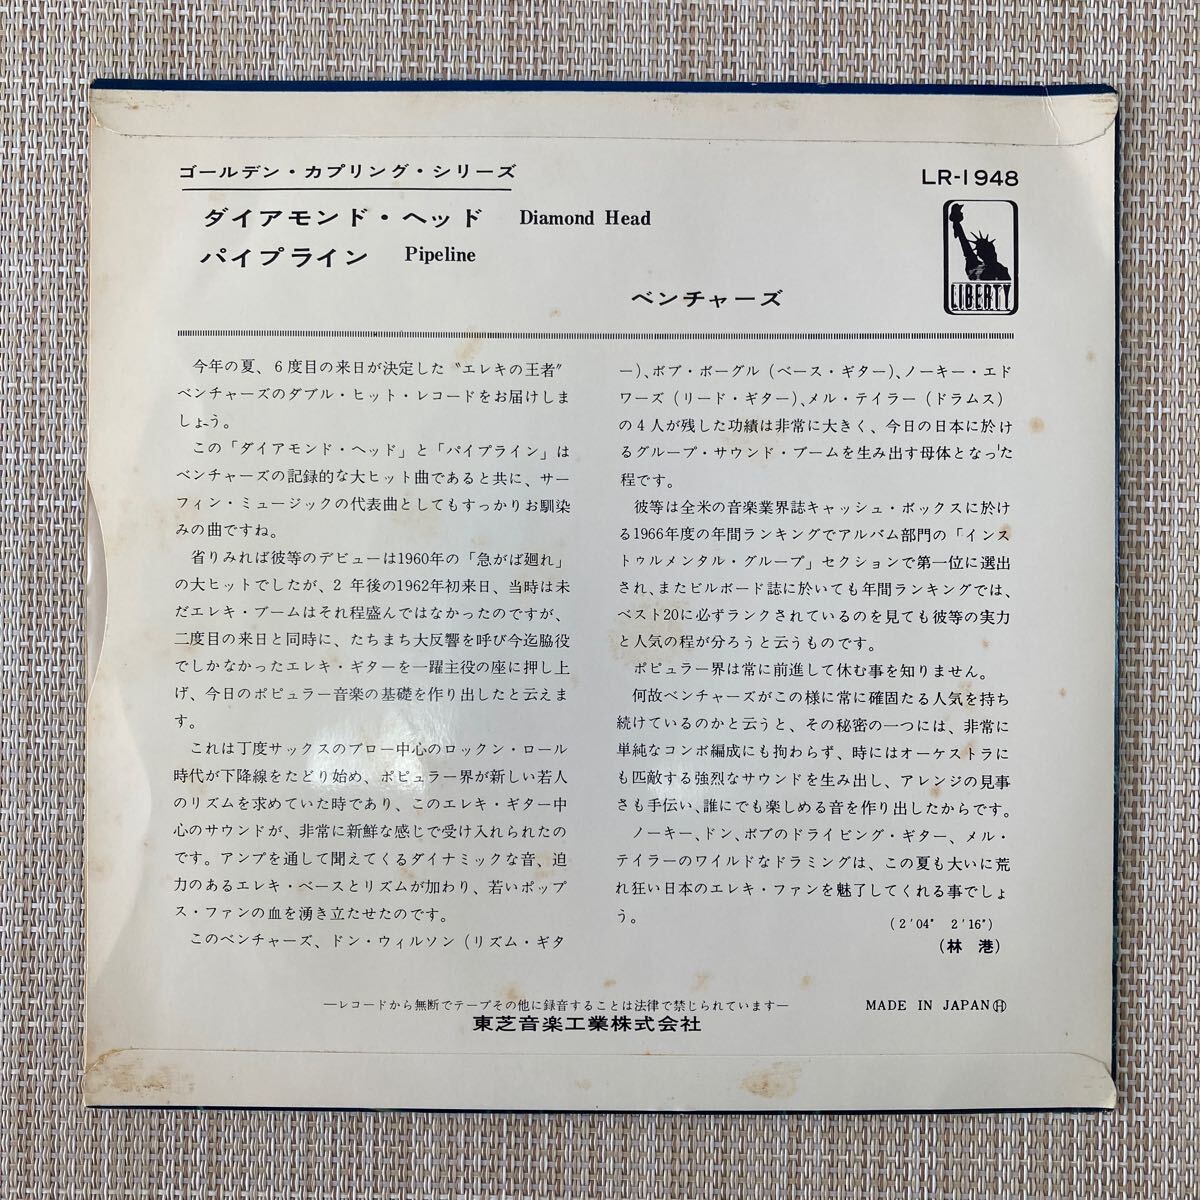 ゴールデン・カプリング・シリーズ
LR-1948
ダイアモンド・ヘッド Diamond Head
パイプライン Pipeline
LIBERTY
ベンチャーズ
今年の夏、6度目の来日が決定した〝エレキの王者〟
ベンチャーズのダブル・ヒット・レコードをお届けしま
しょう。
この「ダイアモンド・ヘッド」と「パイプライン」は
ベンチャーズの記録的な大ヒット曲であると共に、サー
フィン・ミュージックの代表曲としてもすっかりお馴染
みの曲ですね。
省りみれば彼等のデビューは1960年の「急がば廻れ」
の大ヒットでしたが、2年後の1962年初来日、当時は未
だエレキ・ブームはそれ程盛んではなかったのですが、
二度目の来日と同時に、たちまち大反響を呼び今迄脇役
でしかなかったエレキ・ギターを一躍主役の座に押し上
げ、今日のポピュラー音楽の基礎を作り出したと云えま
す。
これは丁度サックスのブロー中心のロックン・ロール
時代が下降線をたどり始め、ポピュラー界が新しい若人
のリズムを求めていた時であり、このエレキ・ギター中
心のサウンドが、非常に新鮮な感じで受け入れられたの
です。アンプを通して聞えてくるダイナミックな音、迫
力のあるエレキ・ベースとリズムが加わり、若いポップ
ス・ファンの血を湧き立たせたのです。
このベンチャーズ、ドン・ウィルソン（リズム・ギタ
ー）、ボブ・ボーグル（ベース・ギター）、ノーキー・エド
ワーズ（リード・ギター）、メル・テイラー（ドラムス）
の4人が残した功績は非常に大きく、今日の日本に於け
るグループ・サウンド・ブームを生み出す母体となった
程です。
彼等は全米の音楽業界誌キャッシュ・ボックスに於け
る1966年度の年間ランキングでアルバム部門の「インス
トゥルメンタル・グループ」セクションで第一位に選出
され、またビルボード誌に於いても年間ランキングでは、
ベスト20に必ずランクされているのを見ても彼等の実力
と人気の程が分ろうと云うものです。
ポピュラー界は常に前進して休む事を知りません。
何故ベンチャーズがこの様に常に確固たる人気を持ち
続けているのかと云うと、その秘密の一つには、非常に
単純なコンボ編成にも拘わらず、時にはオーケストラに
も匹敵する強烈なサウンドを生み出し、アレンジの見事
さも手伝い、誰にでも楽しめる音を作り出したからです。
ノーキー、ドン、ボブのドライビング・ギター、メル・
テイラーのワイルドなドラミングは、この夏も大いに荒
れ狂い日本のエレキ・ファンを魅了してくれる事でしょ
う。
(2′04″ 2′16″)
（林 港）
―レコードから無断でテープその他に録音することは法律で禁じられています―
東芝音楽工業株式会社
MADE IN JAPAN Ⓗ